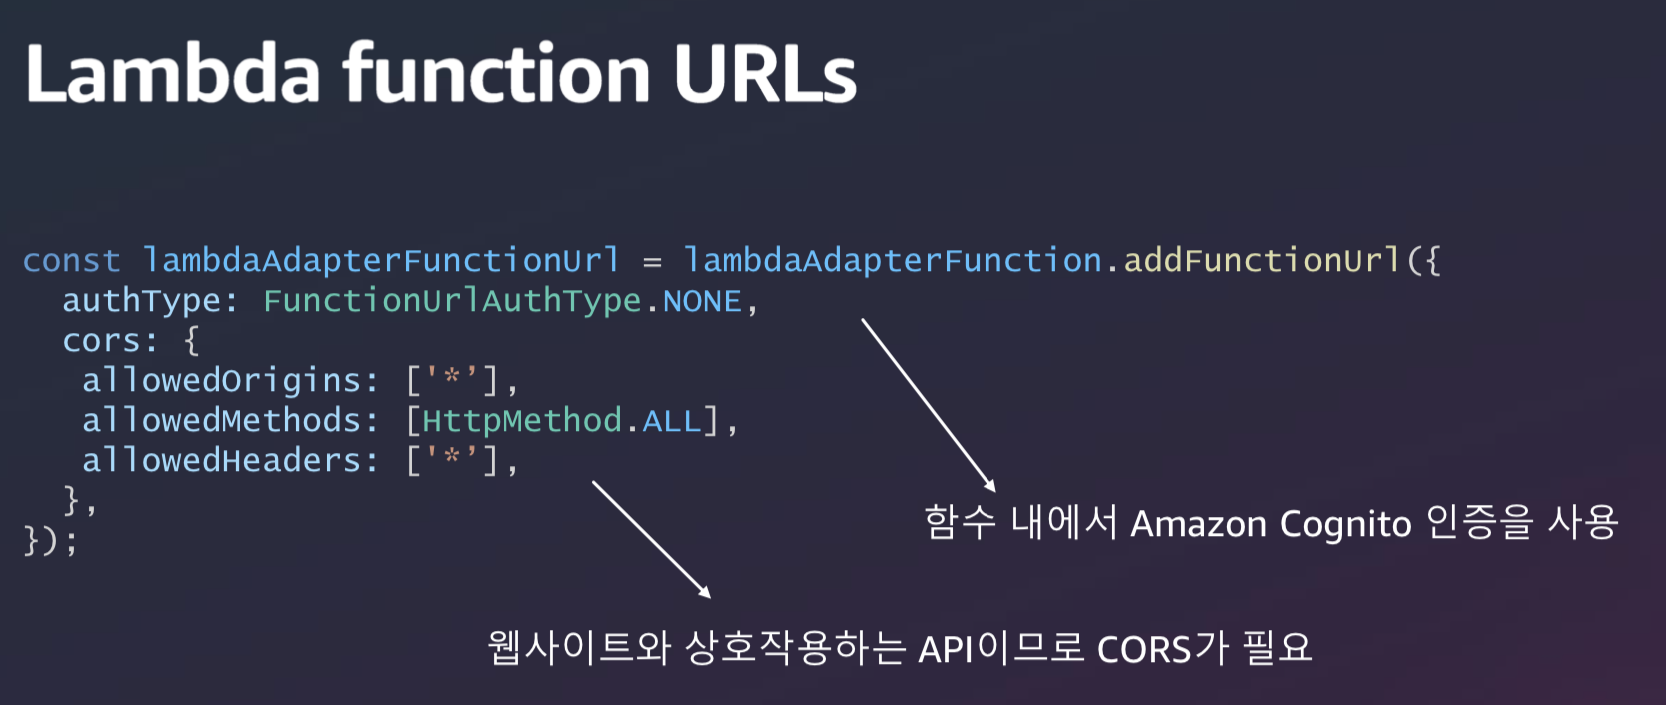 Lambda function URLs
const lambdaAdapterFunctionUrl = lambdaAdapterFunction.addFunctionUrl({
  authType: FunctionUrlAuthType.NONE,
  cors: {
   allowedOrigins: ['*’],
   allowedMethods: [HttpMethod.ALL],
   allowedHeaders: ['*’],
  },
});
함수 내에서 Amazon Cognito 인증을 사용
웹사이트와 상호작용하는 API이므로 CORS가 필요